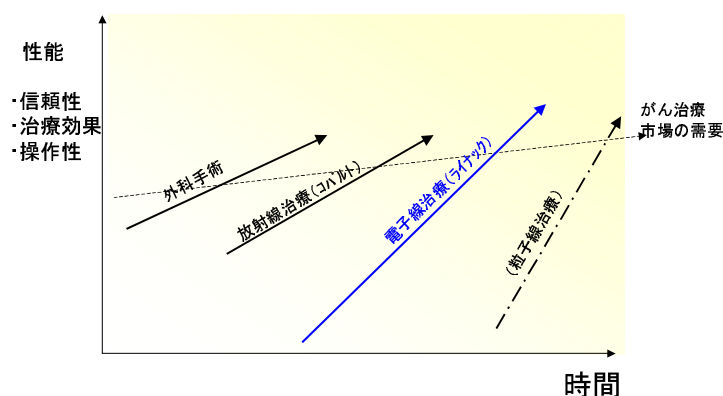 性能
・信頼性
・治療効果
・操作性
外科手術
放射線治療(コバルト)
電子線治療(ライナック)
(粒子線治療)
がん治療
市場の需要
時間